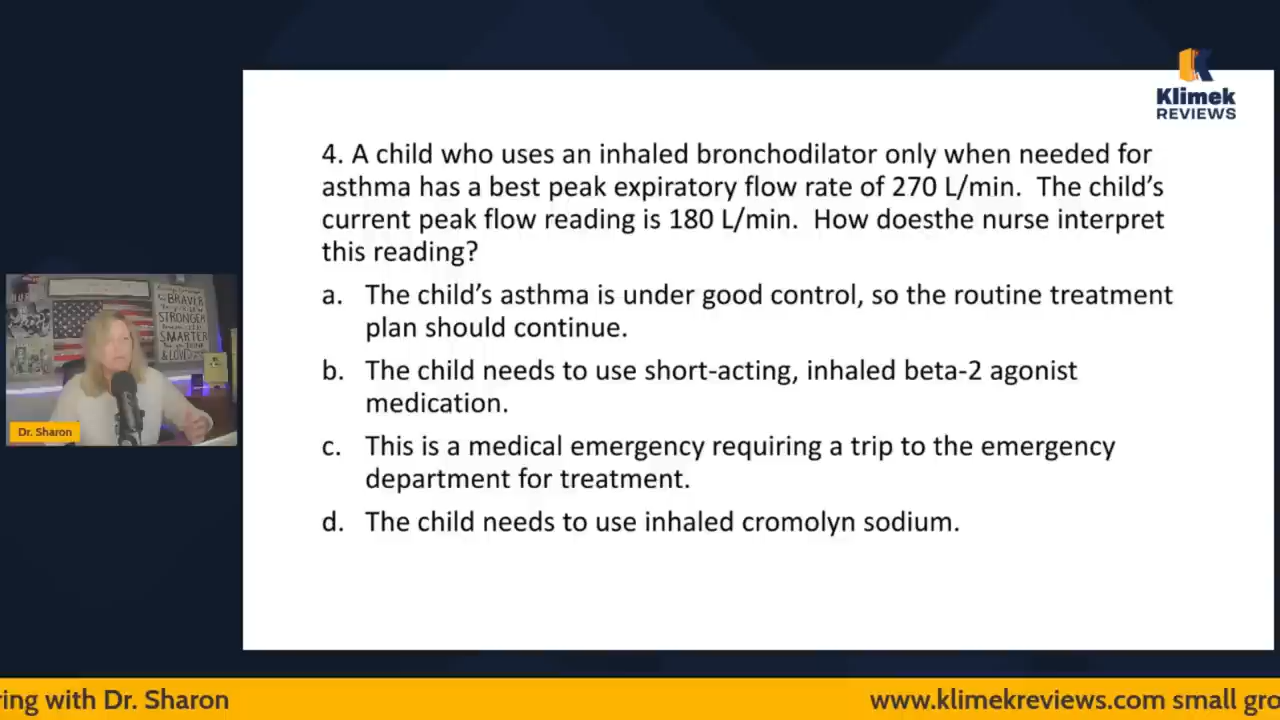 Klimek
REVIEWS
4. A child who uses an inhaled bronchodilator only when needed for
asthma has a best peak expiratory flow rate of 270 L/min. The child’s
current peak flow reading is 180 L/min. How doesthe nurse interpret
this reading?
a. The child’s asthma is under good control, so the routine treatment
plan should continue.
b. The child needs to use short-acting, inhaled beta-2 agonist
medication.
c. This is a medical emergency requiring a trip to the emergency
department for treatment.
d. The child needs to use inhaled cromolyn sodium.
BRAVER
STRONGER
SMARTER
& LOVED
Dr. Sharon
ring with Dr. Sharon
www.klimekreviews.com small gro